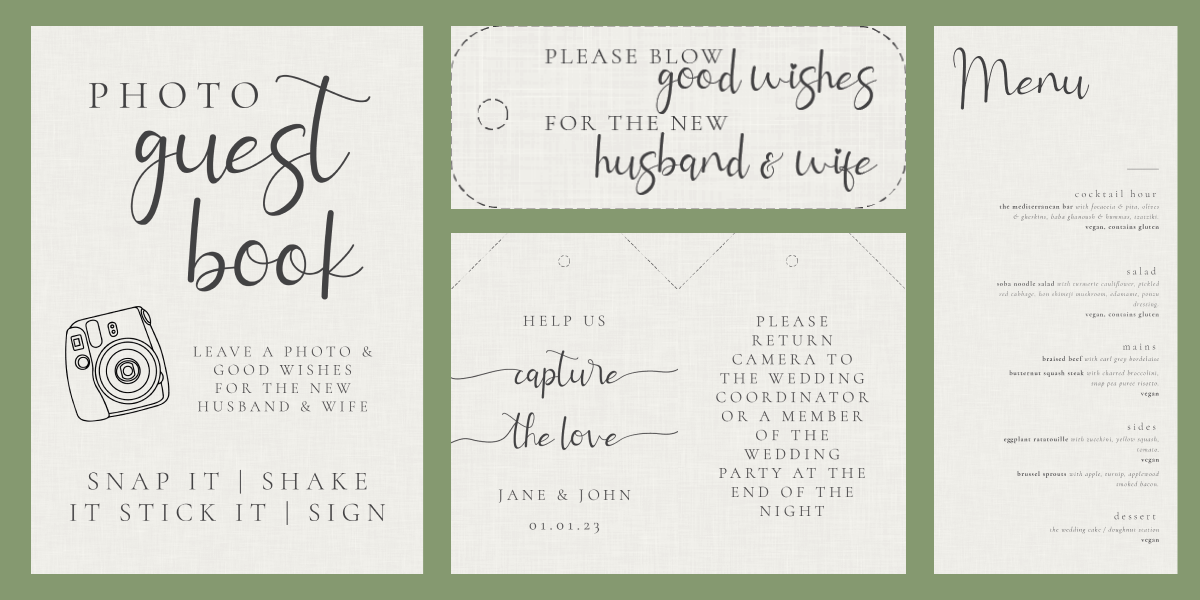 PHOTO
guest
book
LEAVE A PHOTO &
GOOD WISHES
FOR THE NEW
HUSBAND & WIFE
SNAP IT | SHAKE
IT STICK IT | SIGN
PLEASE BLOW
good wishes
FOR THE NEW
husband & wife
HELP US
capture
the love
JANE & JOHN
01.01.23
PLEASE
RETURN
CAMERA TO
THE WEDDING
COORDINATOR
OR A MEMBER
OF THE
WEDDING
PARTY AT THE
END OF THE
NIGHT
Menu
cocktail hour
the mediterranean bar with focaccia & pita, olives
& gherkins, baba ghanoush & hummus, tzatziki.
vegan, contains gluten
salad
soba noodle salad with turmeric cauliflower, pickled
red cabbage, bon shimeji mushroom, edamame, ponzu
dressing.
vegan, contains gluten
mains
braised beef with earl grey bordelaise
butternut squash steak with charred broccolini,
snap pea puree risotto.
vegan
sides
eggplant ratatouille with zucchini, yellow squash,
tomato.
vegan
brussel sprouts with apple, turnip, applewood
smoked bacon.
dessert
the wedding cake / doughnut station
vegan